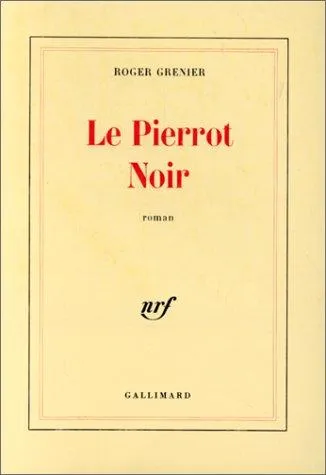 ROGER GRENIER
Le Pierrot
Noir
roman
nrf
GALLIMARD